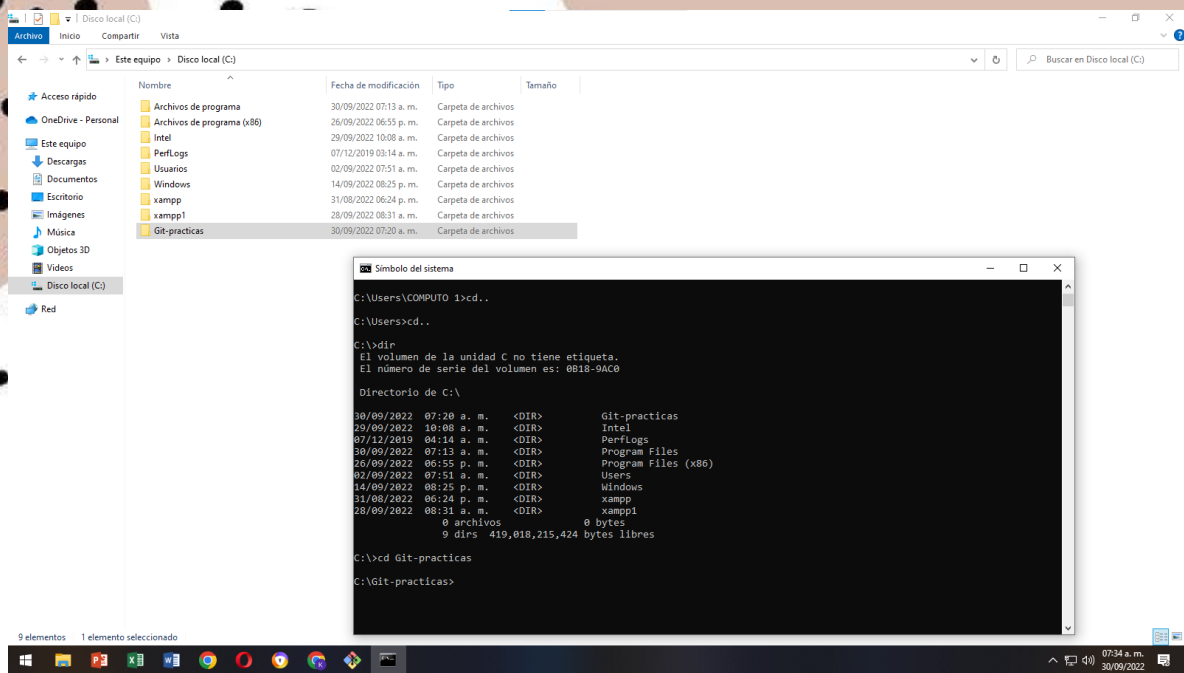 Disco local (C:)
Archivo Inicio Compartir Vista
Este equipo > Disco local (C:)
Buscar en Disco local (C:)
Nombre Fecha de modificación Tipo Tamaño
Acceso rápido
OneDrive - Personal
Este equipo
Descargas
Documentos
Escritorio
Imágenes
Música
Objetos 3D
Videos
Disco local (C:)
Red
Archivos de programa 30/09/2022 07:13 a. m. Carpeta de archivos
Archivos de programa (x86) 26/09/2022 06:55 p. m. Carpeta de archivos
Intel 29/09/2022 10:08 a. m. Carpeta de archivos
PerfLogs 07/12/2019 03:14 a. m. Carpeta de archivos
Usuarios 02/09/2022 07:51 a. m. Carpeta de archivos
Windows 14/09/2022 08:25 p. m. Carpeta de archivos
xampp 31/08/2022 06:24 p. m. Carpeta de archivos
xampp1 28/09/2022 08:31 a. m. Carpeta de archivos
Git-practicas 30/09/2022 07:20 a. m. Carpeta de archivos
Símbolo del sistema
C:\Users\COMPUTO 1>cd..
C:\Users>cd..
C:\>dir
El volumen de la unidad C no tiene etiqueta.
El número de serie del volumen es: 0B18-9AC0
Directorio de C:\
30/09/2022 07:20 a. m. <DIR> Git-practicas
29/09/2022 10:08 a. m. <DIR> Intel
07/12/2019 04:14 a. m. <DIR> PerfLogs
30/09/2022 07:13 a. m. <DIR> Program Files
26/09/2022 06:55 p. m. <DIR> Program Files (x86)
02/09/2022 07:51 a. m. <DIR> Users
14/09/2022 08:25 p. m. <DIR> Windows
31/08/2022 06:24 p. m. <DIR> xampp
28/09/2022 08:31 a. m. <DIR> xampp1
0 archivos 0 bytes
9 dirs 419,018,215,424 bytes libres
C:\>cd Git-practicas
C:\Git-practicas>
9 elementos 1 elemento seleccionado
07:34 a. m.
30/09/2022